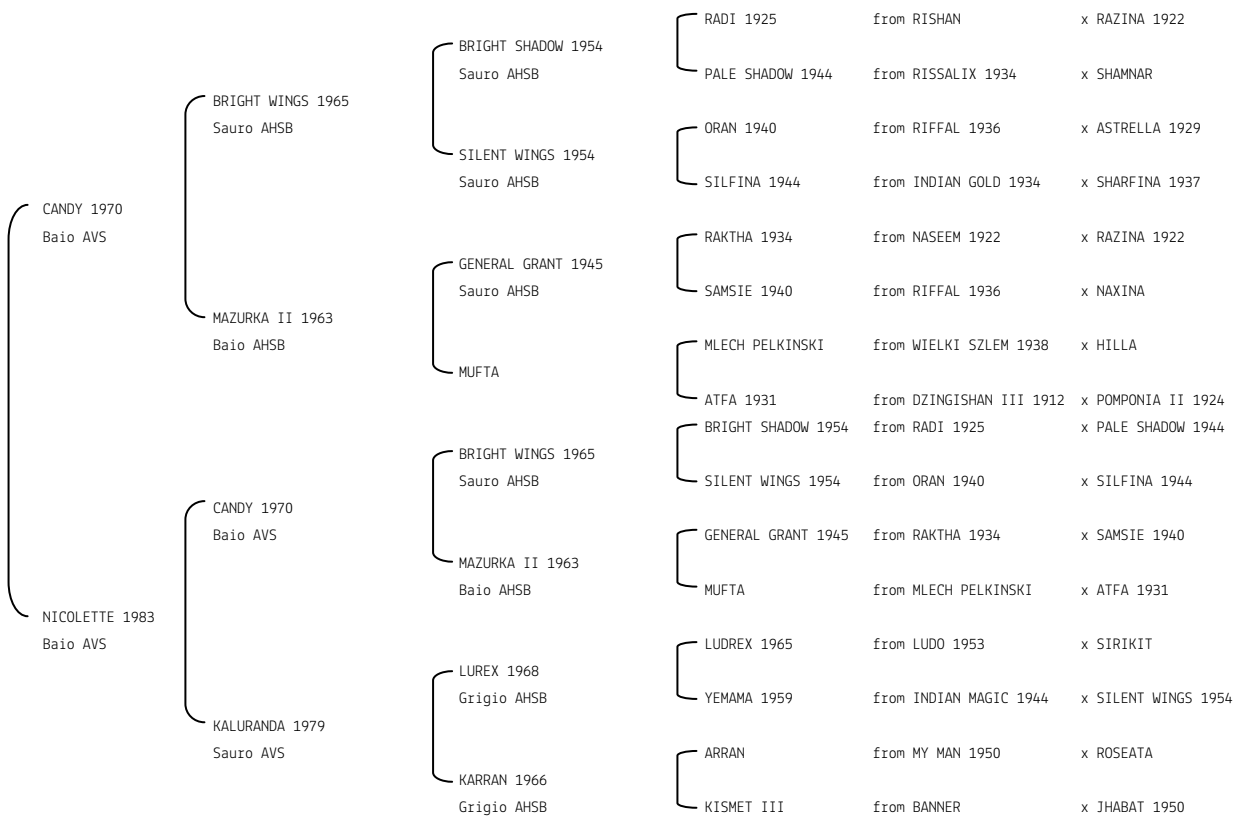 RADI 1925 from RISHAN x RAZINA 1922
BRIGHT SHADOW 1954
Sauro AHSB
PALE SHADOW 1944 from RISSALIX 1934 x SHAMNAR
BRIGHT WINGS 1965
Sauro AHSB
ORAN 1940 from RIFFAL 1936 x ASTRELLA 1929
SILENT WINGS 1954
Sauro AHSB
SILFINA 1944 from INDIAN GOLD 1934 x SHARFINA 1937
CANDY 1970
Baio AVS
RAKTHA 1934 from NASEEM 1922 x RAZINA 1922
GENERAL GRANT 1945
Sauro AHSB
SAMSIE 1940 from RIFFAL 1936 x NAXINA
MAZURKA II 1963
Baio AHSB
MLECH PELKINSKI from WIELKI SZLEM 1938 x HILLA
MUFTA
ATFA 1931 from DZINGISHAN III 1912 x POMPONIA II 1924
BRIGHT SHADOW 1954 from RADI 1925 x PALE SHADOW 1944
BRIGHT WINGS 1965
Sauro AHSB
SILENT WINGS 1954 from ORAN 1940 x SILFINA 1944
CANDY 1970
Baio AVS
GENERAL GRANT 1945 from RAKTHA 1934 x SAMSIE 1940
MAZURKA II 1963
Baio AHSB
MUFTA from MLECH PELKINSKI x ATFA 1931
NICOLETTE 1983
Baio AVS
LUDREX 1965 from LUDO 1953 x SIRIKIT
LUREX 1968
Grigio AHSB
YEMAMA 1959 from INDIAN MAGIC 1944 x SILENT WINGS 1954
KALURANDA 1979
Sauro AVS
ARRAN from MY MAN 1950 x ROSEATA
KARRAN 1966
Grigio AHSB
KISMET III from BANNER x JHABAT 1950